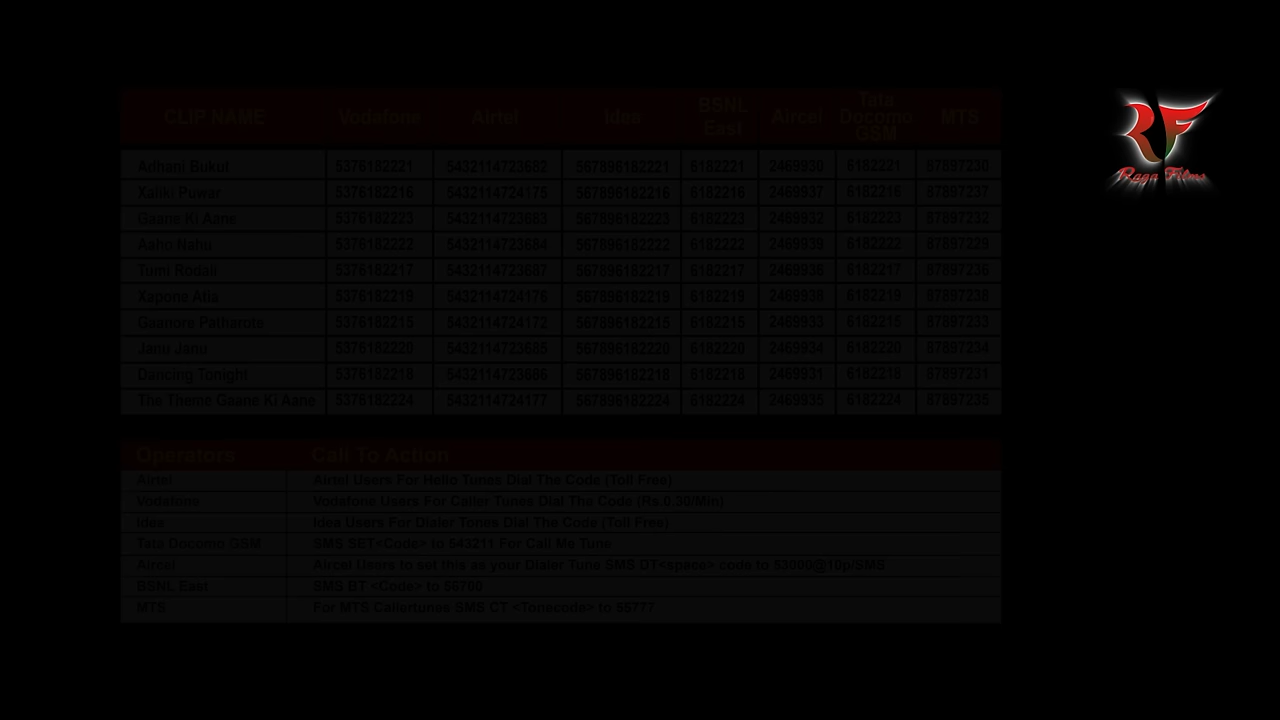 CLIP NAME Vodafone Airtel Idea BSNL East Aircel Tata Docomo GSM MTS
Adhani Bukut 5376182221 5432114723682 567896182221 6182221 2469930 6182221 87897230
Xanki Puwar 5376182216 5432114724175 567896182216 6182216 2469937 6182216 87897237
Gaane Ki Aane 5376182223 5432114723683 567896182223 6182223 2469932 6182223 87897232
Aaho Nahu 5376182222 5432114723684 567896182222 6182222 2469939 6182222 87897229
Tumi Rodali 5376182217 5432114723687 567896182217 6182217 2469936 6182217 87897236
Xapona Atia 5376182219 5432114724176 567896182219 6182219 2469938 6182219 87897238
Gaanore Patharote 5376182215 5432114724172 567896182215 6182215 2469933 6182215 87897233
Janu Janu 5376182220 5432114723685 567896182220 6182220 2469934 6182220 87897234
Dancing Tonight 5376182218 5432114723686 567896182218 6182218 2469931 6182218 87897231
The Theme Gaane Ki Aane 5376182224 5432114724177 567896182224 6182224 2469935 6182224 87897235
Operators Call To Action
Airtel Airtel Users For Hello Tunes Dial The Code (Toll Free)
Vodafone Vodafone Users For Caller Tunes Dial The Code (Rs.0.30/Min)
Idea Idea Users For Dialer Tones Dial The Code (Toll Free)
Tata Docomo GSM SMS SET<Code> to 543211 For Call Me Tune
Aircel Aircel Users to set this as your Dialer Tune SMS DT<space> code to 53000@10p/SMS
BSNL East SMS BT <Code> to 56700
MTS For MTS Callertunes SMS CT <Tonecode> to 55777
RF
Raga Films